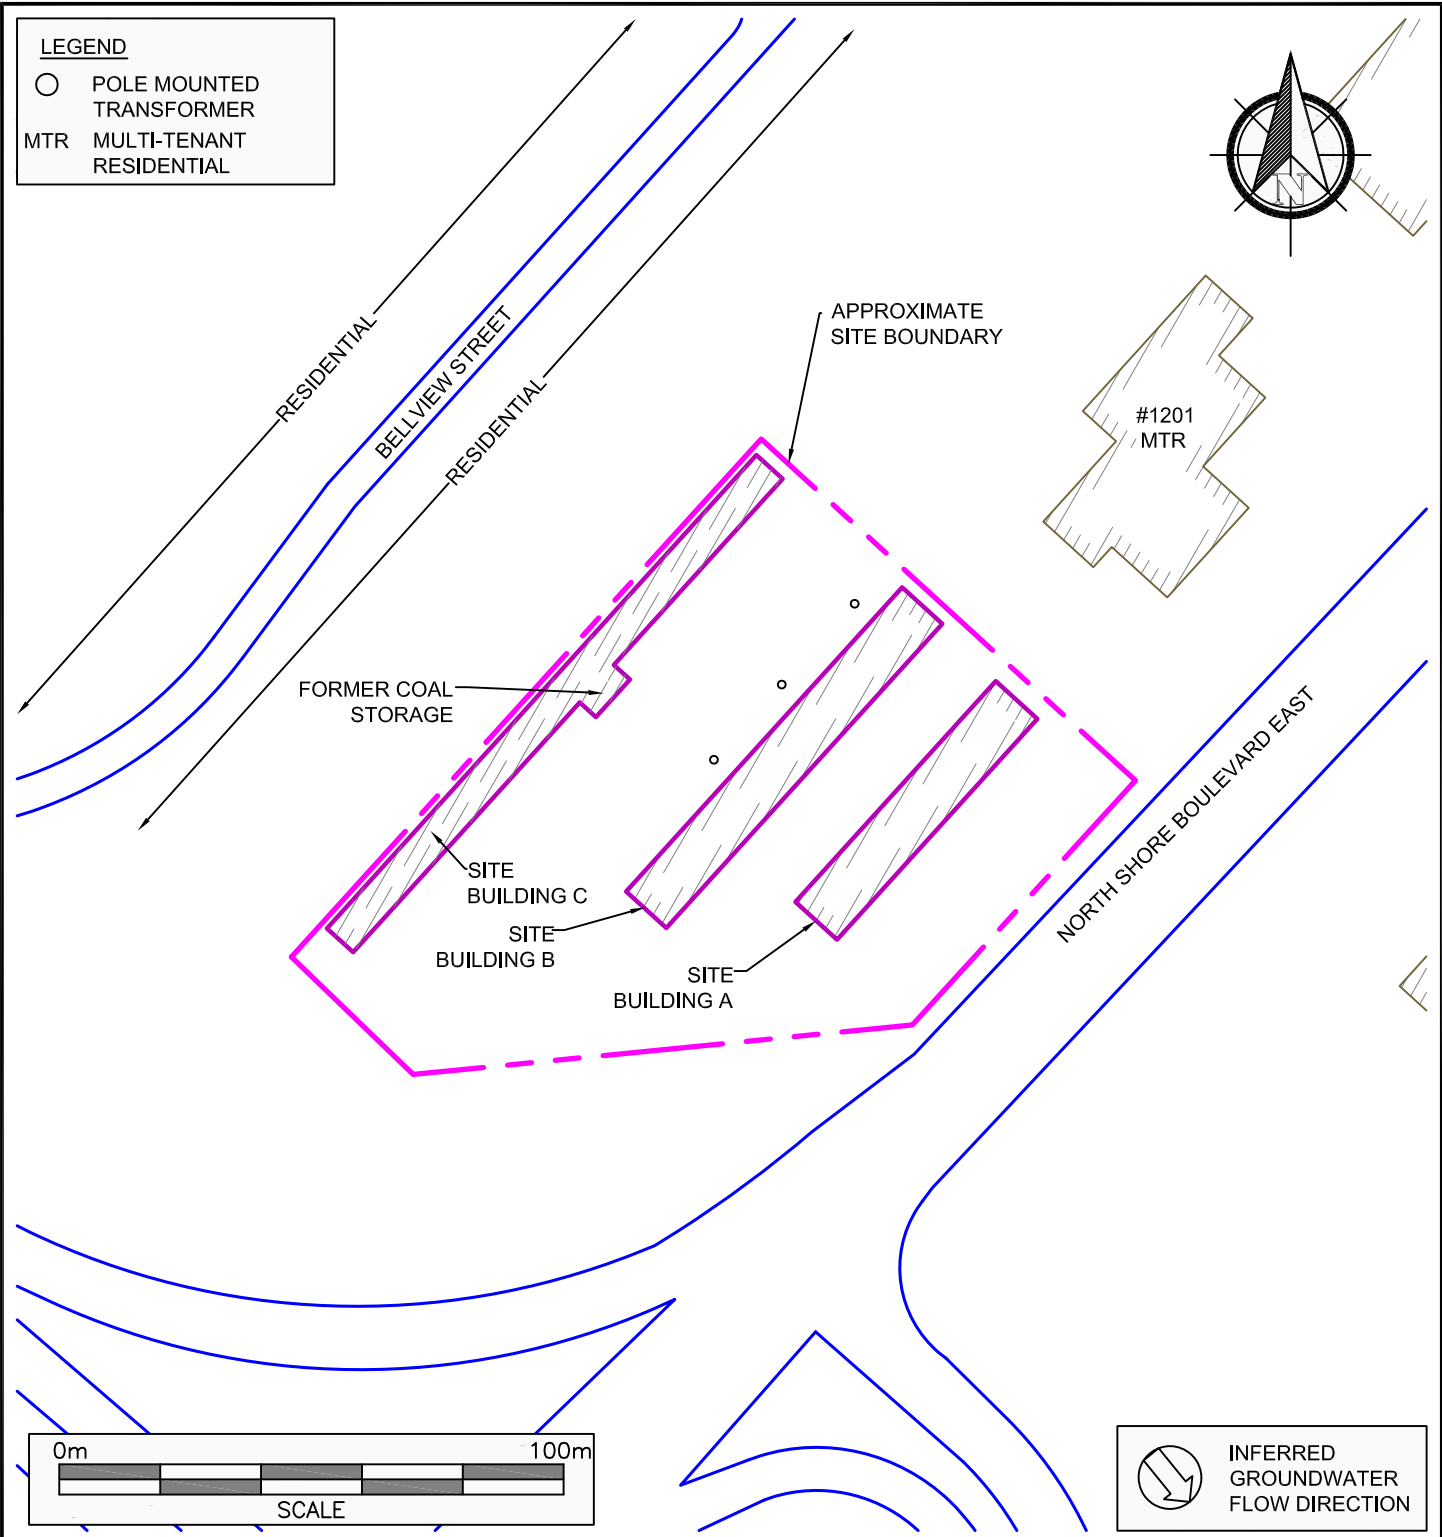 LEGEND
POLE MOUNTED
TRANSFORMER
MTR MULTI-TENANT
RESIDENTIAL
N
RESIDENTIAL
BELLVIEW STREET
RESIDENTIAL
APPROXIMATE
SITE BOUNDARY
#1201
MTR
FORMER COAL
STORAGE
SITE
BUILDING C
SITE
BUILDING B
SITE
BUILDING A
NORTH SHORE BOULEVARD EAST
0m 100m
SCALE
INFERRED
GROUNDWATER
FLOW DIRECTION